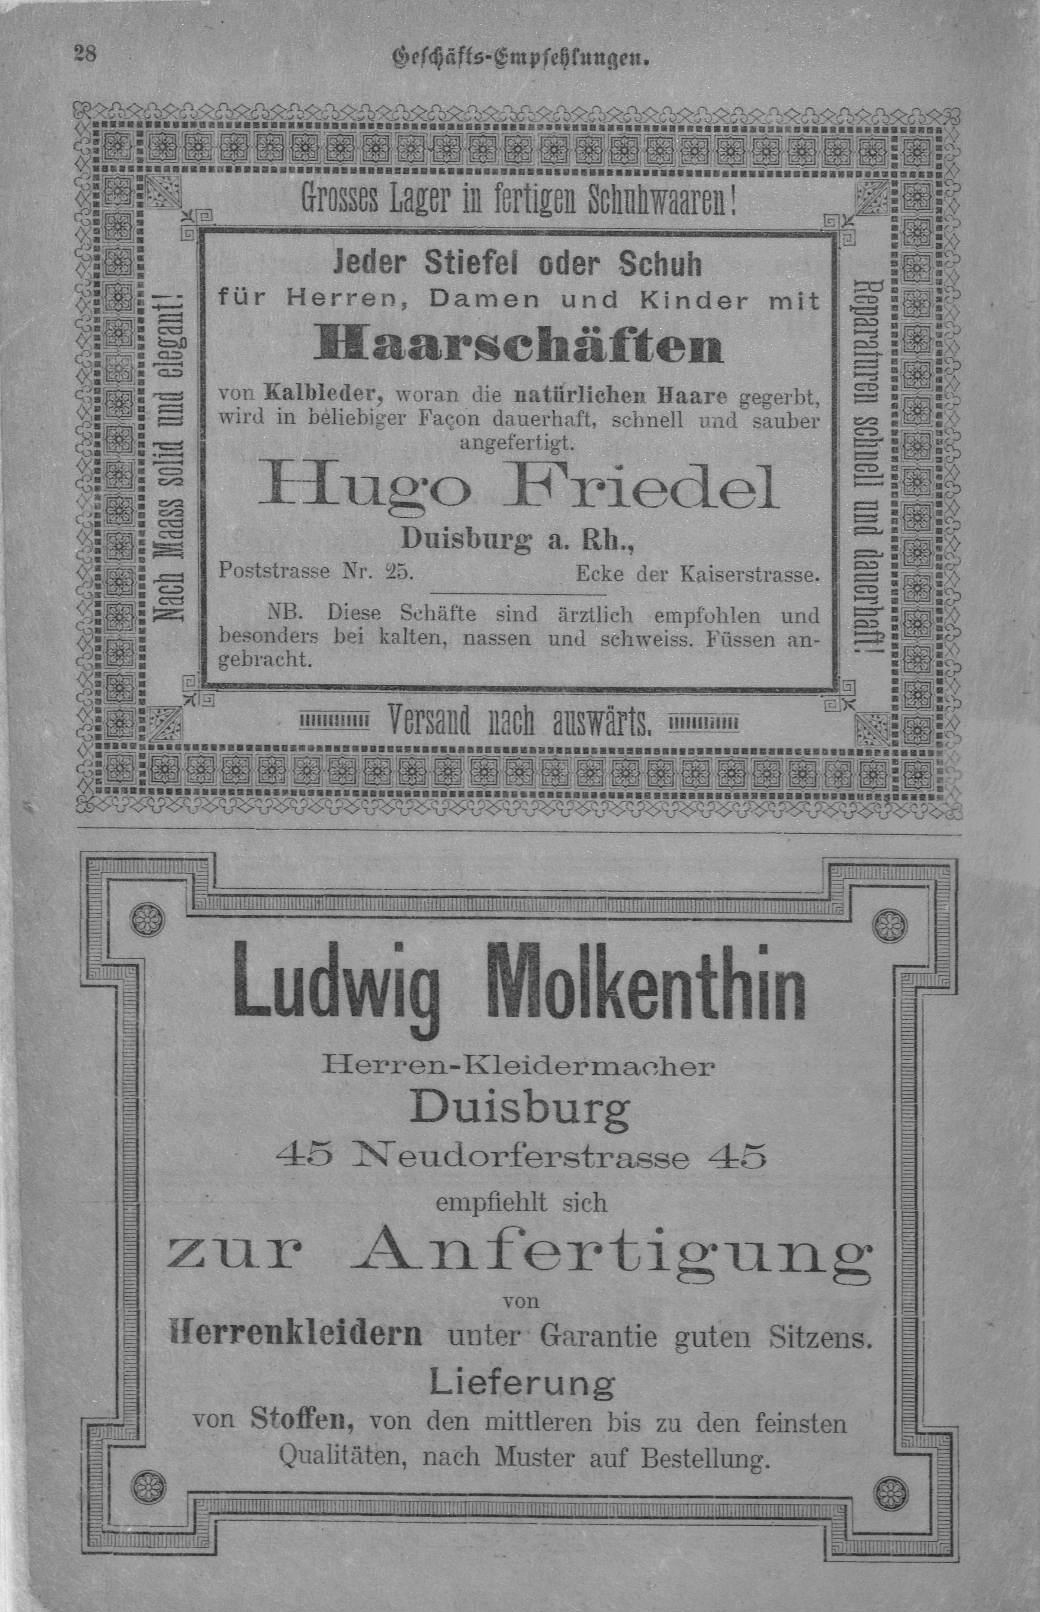 28
Geschäfts-Empfehlungen.
Grosses Lager in fertigen Schuhwaaren!
Nach Maass solid und elegant!
Jeder Stiefel oder Schuh
für Herren, Damen und Kinder mit
Haarschäften
von Kalbleder, woran die natürlichen Haare gegerbt,
wird in beliebiger Façon dauerhaft, schnell und sauber
angefertigt.
Hugo Friedel
Duisburg a. Rh.,
Poststrasse Nr. 25. Ecke der Kaiserstrasse.
NB. Diese Schäfte sind ärztlich empfohlen und
besonders bei kalten, nassen und schweiss. Füssen an-
gebracht.
Reparaturen schnell und dauerhaft!
Versand nach auswärts.
Ludwig Molkenthin
Herren-Kleidermacher
Duisburg
45 Neudorferstrasse 45
empfiehlt sich
zur Anfertigung
von
Herrenkleidern unter Garantie guten Sitzens.
Lieferung
von Stoffen, von den mittleren bis zu den feinsten
Qualitäten, nach Muster auf Bestellung.